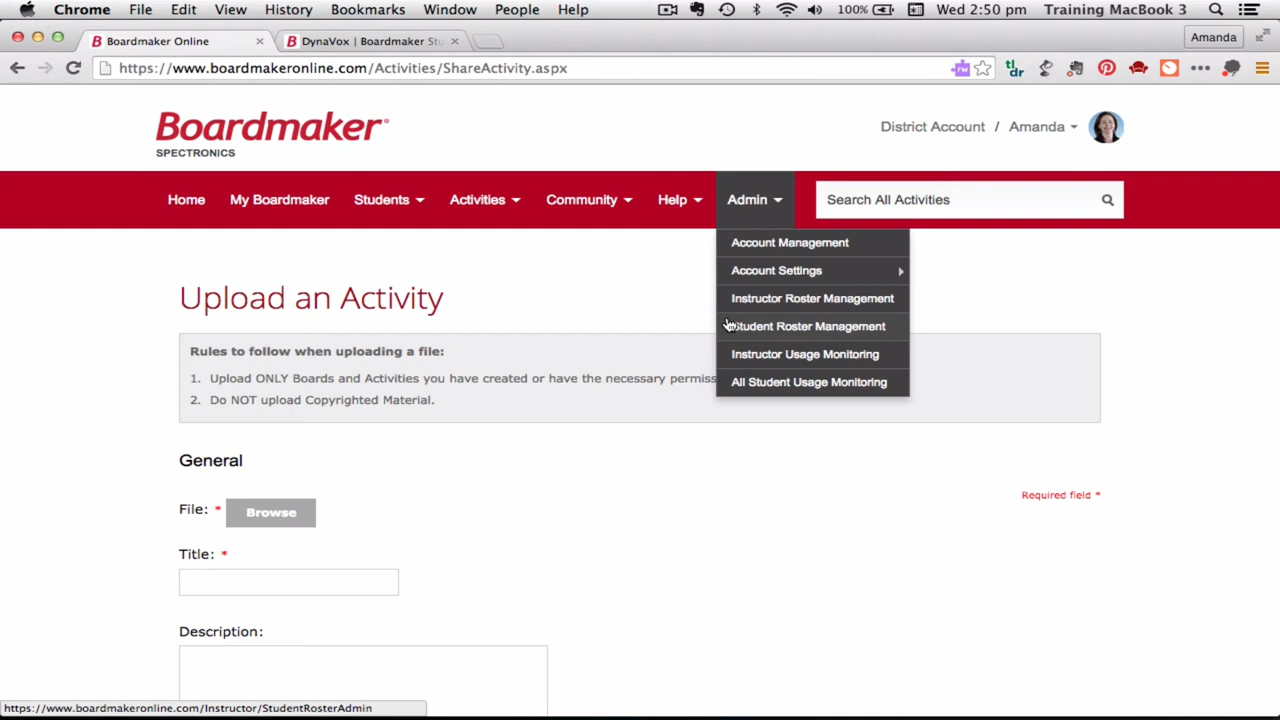 Chrome File Edit View History Bookmarks Window People Help 100% Wed 2:50 pm Training MacBook 3
Boardmaker Online DynaVox | Boardmaker Stu Amanda
https://www.boardmakeronline.com/Activities/ShareActivity.aspx
Boardmaker
SPECTRONICS
District Account / Amanda
Home My Boardmaker Students Activities Community Help Admin Search All Activities
Account Management
Account Settings
Instructor Roster Management
Student Roster Management
Instructor Usage Monitoring
All Student Usage Monitoring
Upload an Activity
Rules to follow when uploading a file:
1. Upload ONLY Boards and Activities you have created or have the necessary permiss
2. Do NOT upload Copyrighted Material.
General
Required field *
File: * Browse
Title: *
Description:
https://www.boardmakeronline.com/Instructor/StudentRosterAdmin